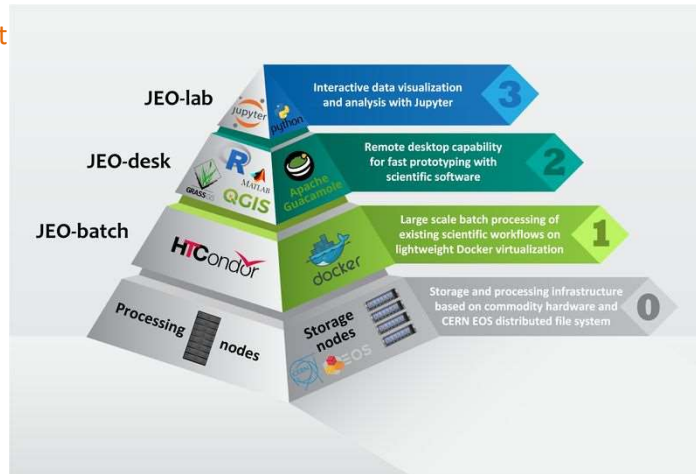 t
JEO-lab
jupyter
python
Interactive data visualization
and analysis with Jupyter
3
JEO-desk
R
MATLAB
GRASS GIS
QGIS
Apache
Guacamole
Remote desktop capability
for fast prototyping with
scientific software
2
JEO-batch
HTCondor
docker
Large scale batch processing of
existing scientific workflows on
lightweight Docker virtualization
1
Processing
nodes
Storage
nodes
CERN
EOS
Storage and processing infrastructure
based on commodity hardware and
CERN EOS distributed file system
0